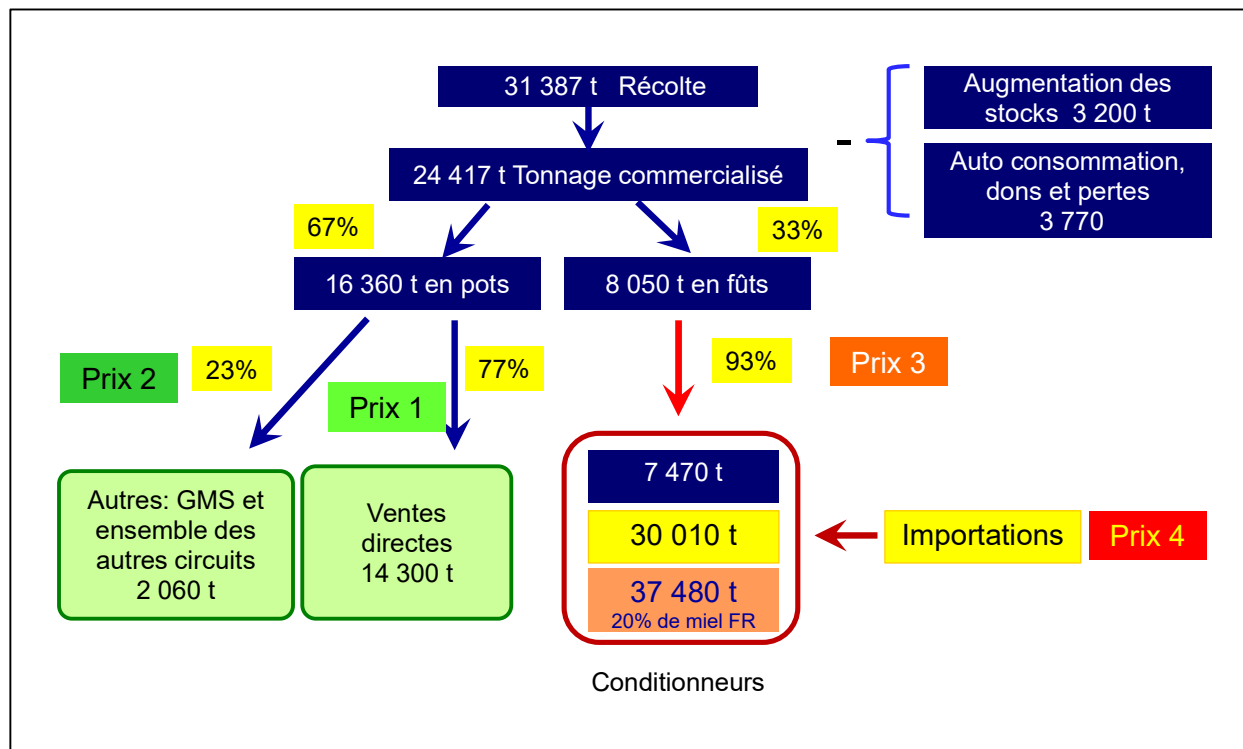 31 387 t Récolte
Augmentation des
stocks 3 200 t
-
24 417 t Tonnage commercialisé
Auto consommation,
dons et pertes
3 770
67%
33%
16 360 t en pots
8 050 t en fûts
Prix 2
23%
77%
93%
Prix 3
Prix 1
Autres: GMS et
ensemble des
autres circuits
2 060 t
Ventes
directes
14 300 t
7 470 t
30 010 t
37 480 t
20% de miel FR
Importations
Prix 4
Conditionneurs